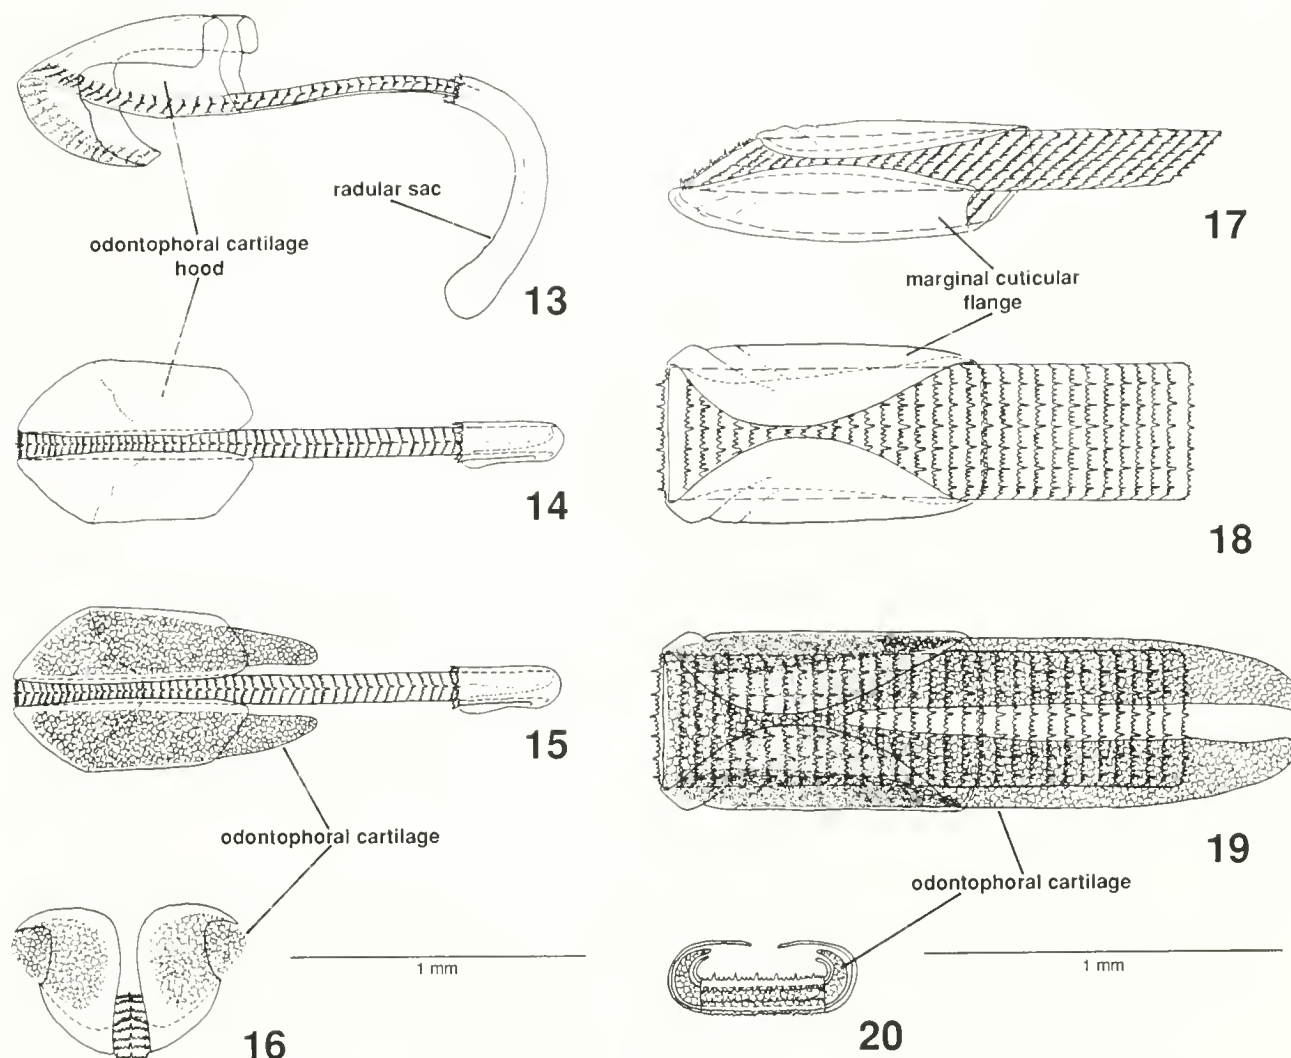 radular sac
odontophoral cartilage
hood
13
14
15
odontophoral cartilage
1 mm
16
17
marginal cuticular
flange
18
19
odontophoral cartilage
1 mm
20